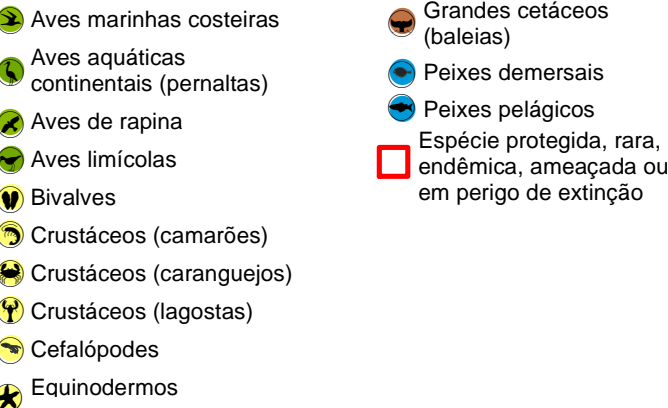 Aves marinhas costeiras
Aves aquáticas
continentais (pernaltas)
Aves de rapina
Aves limícolas
Bivalves
Crustáceos (camarões)
Crustáceos (caranguejos)
Crustáceos (lagostas)
Cefalópodes
Equinodermos
Grandes cetáceos
(baleias)
Peixes demersais
Peixes pelágicos
Espécie protegida, rara,
endêmica, ameaçada ou
em perigo de extinção